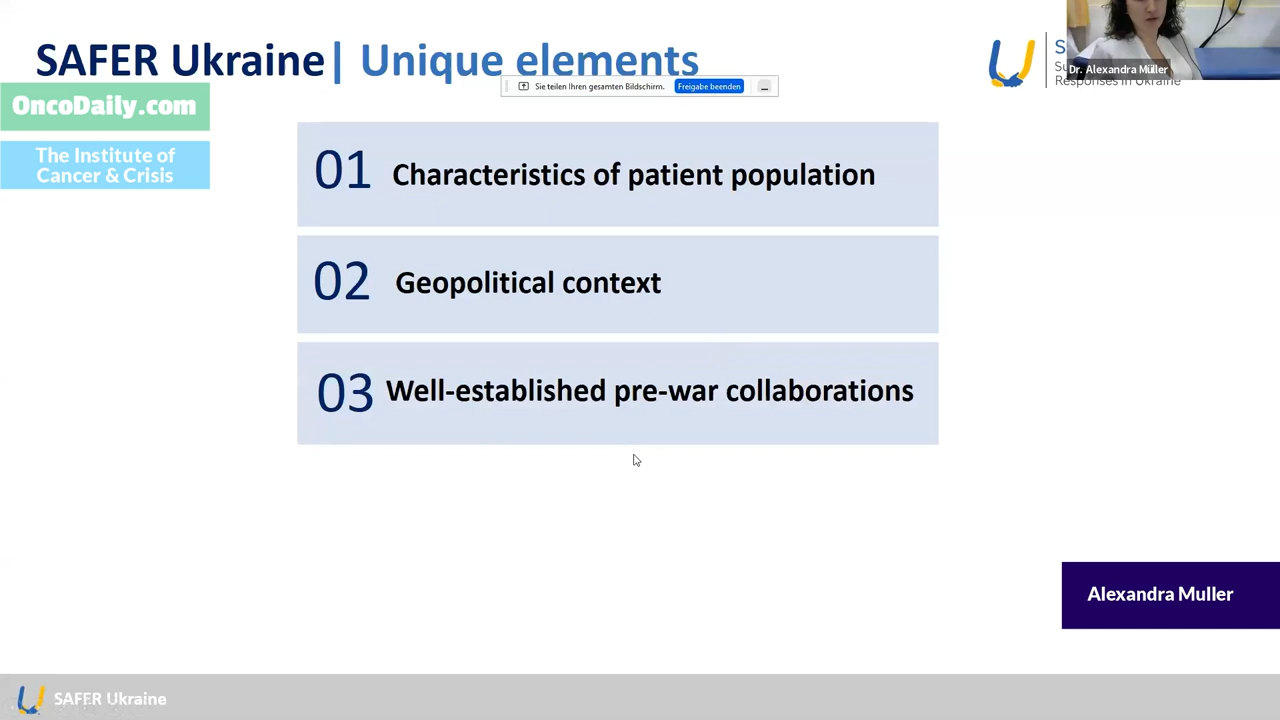 SAFER Ukraine| Unique elements
OncoDaily.com
The Institute of
Cancer & Crisis
Sie teilen Ihren gesamten Bildschirm.
Freigabe beenden
S
Su
Responses in Ukraine
Dr. Alexandra Müller
01 Characteristics of patient population
02 Geopolitical context
03 Well-established pre-war collaborations
Alexandra Muller
SAFER Ukraine